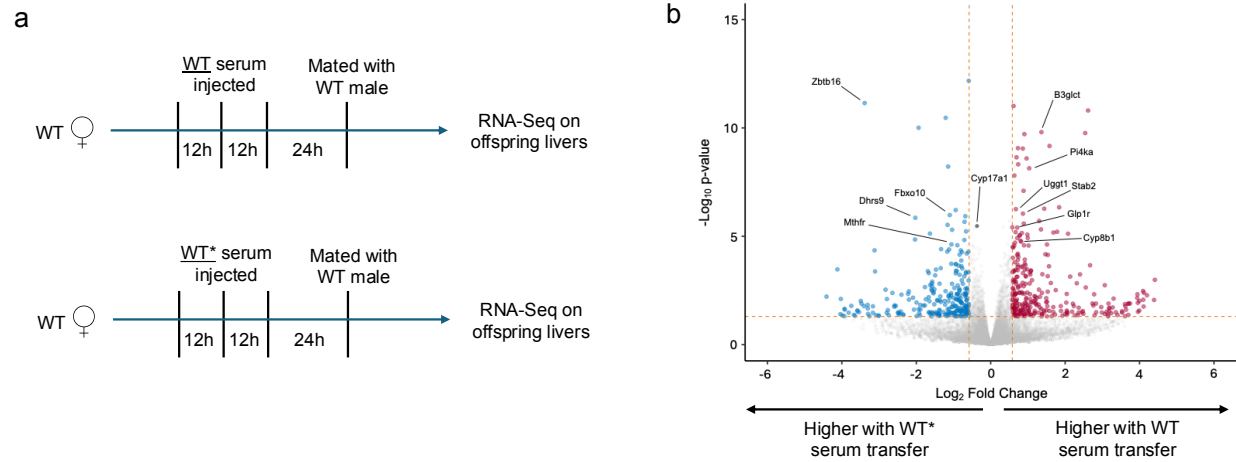 a
WT serum
injected
Mated with
WT male
WT
12h 12h 24h
RNA-Seq on
offspring livers
WT* serum
injected
Mated with
WT male
WT
12h 12h 24h
RNA-Seq on
offspring livers
b
15
10
5
0
-Log10 p-value
Zbtb16
B3glct
Pi4ka
Cyp17a1
Uggt1
Stab2
Fbxo10
Dhrs9
Glp1r
Mthfr
Cyp8b1
-6 -4 -2 0 2 4 6
Log2 Fold Change
Higher with WT*
serum transfer
Higher with WT
serum transfer